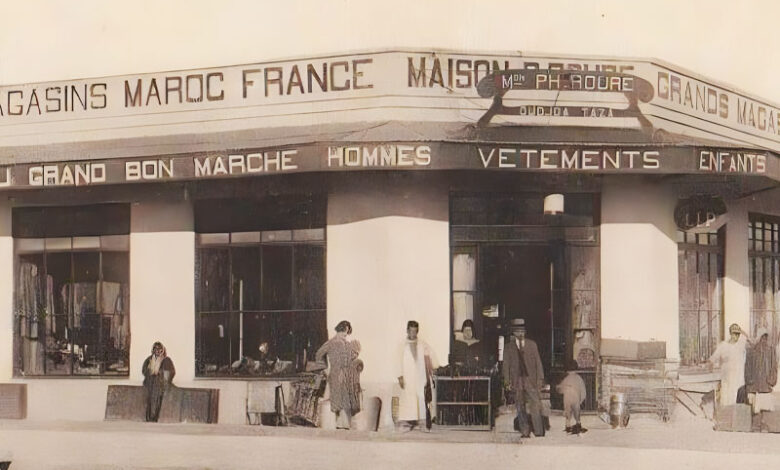 AGASINS MAROC FRANCE MAISON
GRANDS MAGAS
MON PH. ROURE
OUDJDA TAZA
U GRAND BON MARCHE HOMMES VETEMENTS ENFANTS